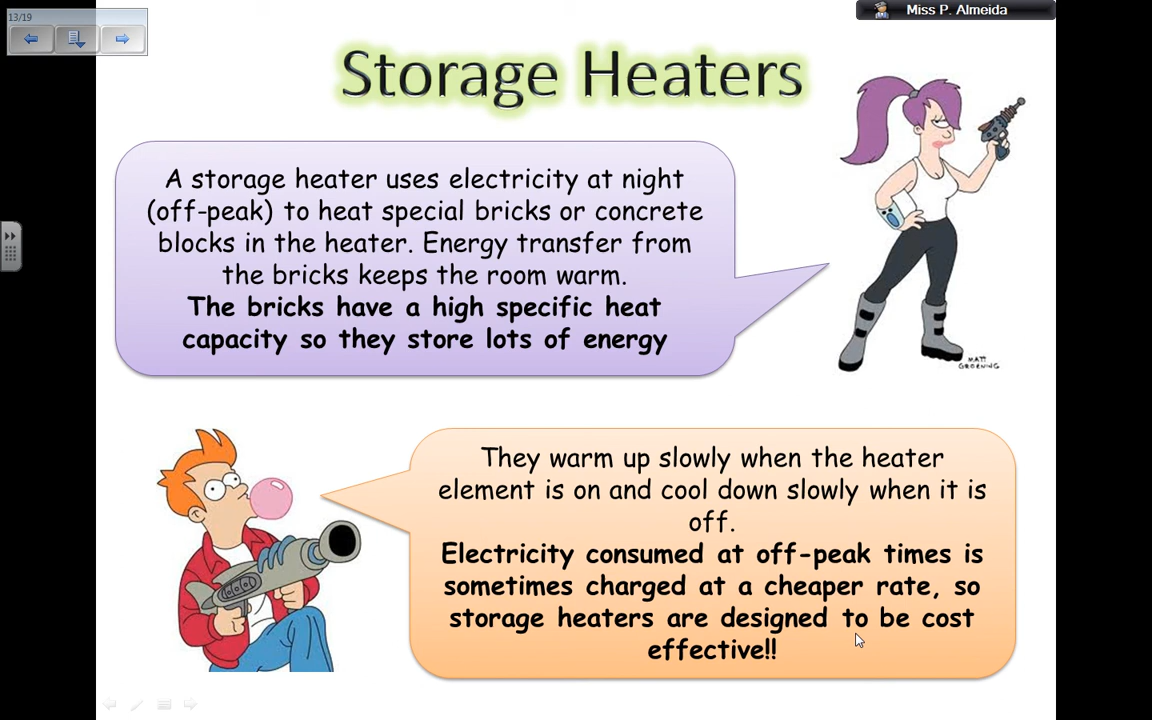 13/19
Miss P. Almeida
Storage Heaters
A storage heater uses electricity at night
(off-peak) to heat special bricks or concrete
blocks in the heater. Energy transfer from
the bricks keeps the room warm.
The bricks have a high specific heat
capacity so they store lots of energy
MATT
GROENING
They warm up slowly when the heater
element is on and cool down slowly when it is
off.
Electricity consumed at off-peak times is
sometimes charged at a cheaper rate, so
storage heaters are designed to be cost
effective!!